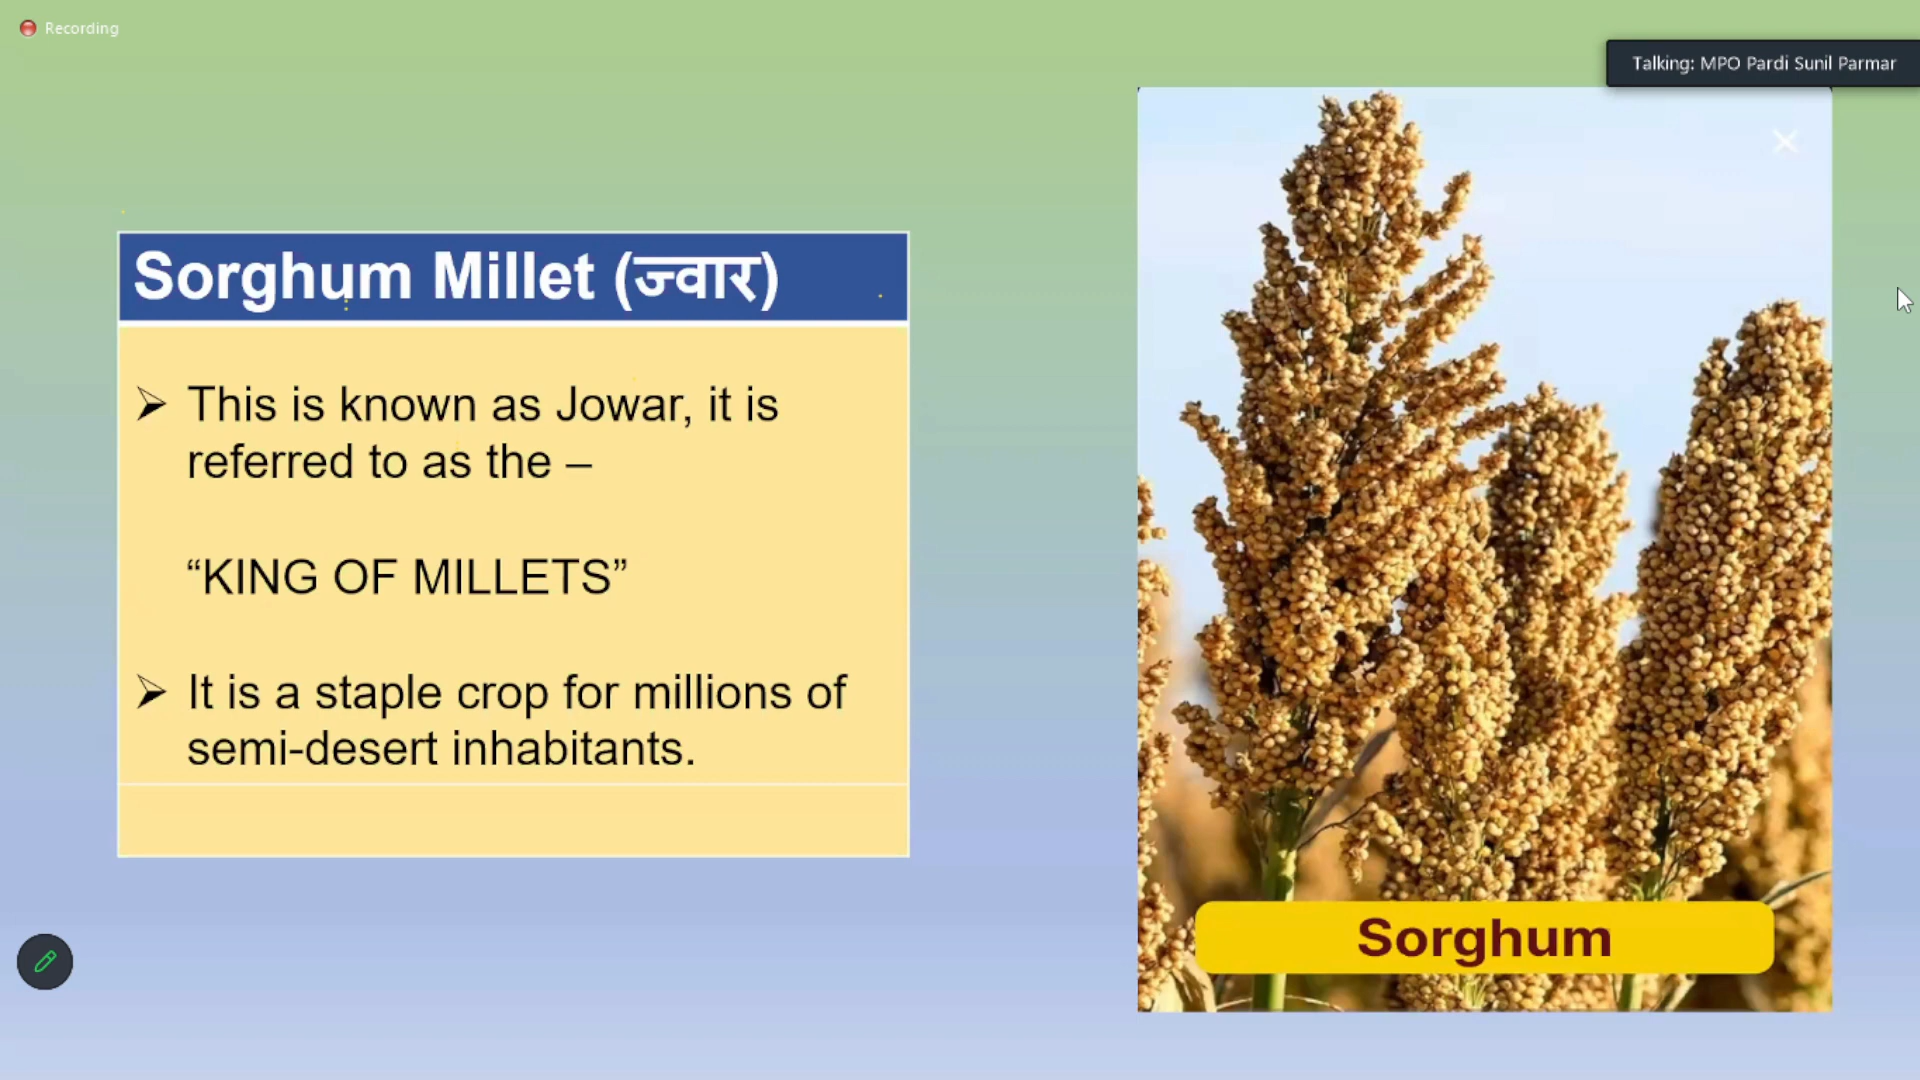 Recording
Talking: MPO Pardi Sunil Parmar
Sorghum Millet (ज्वार)
➢ This is known as Jowar, it is
referred to as the –
“KING OF MILLETS”
➢ It is a staple crop for millions of
semi-desert inhabitants.
Sorghum